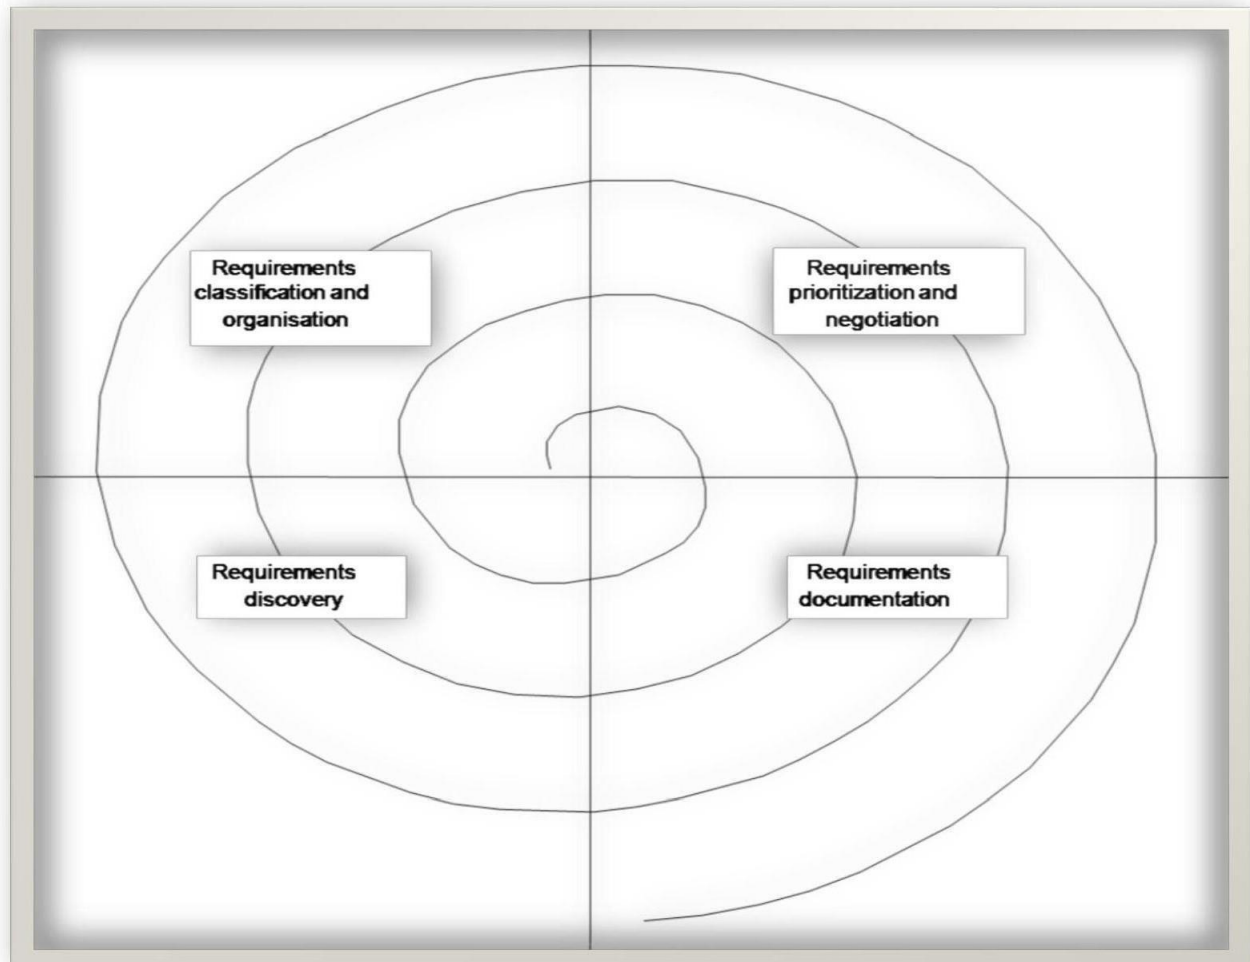 Requirements
classification and
organisation
Requirements
prioritization and
negotiation
Requirements
discovery
Requirements
documentation